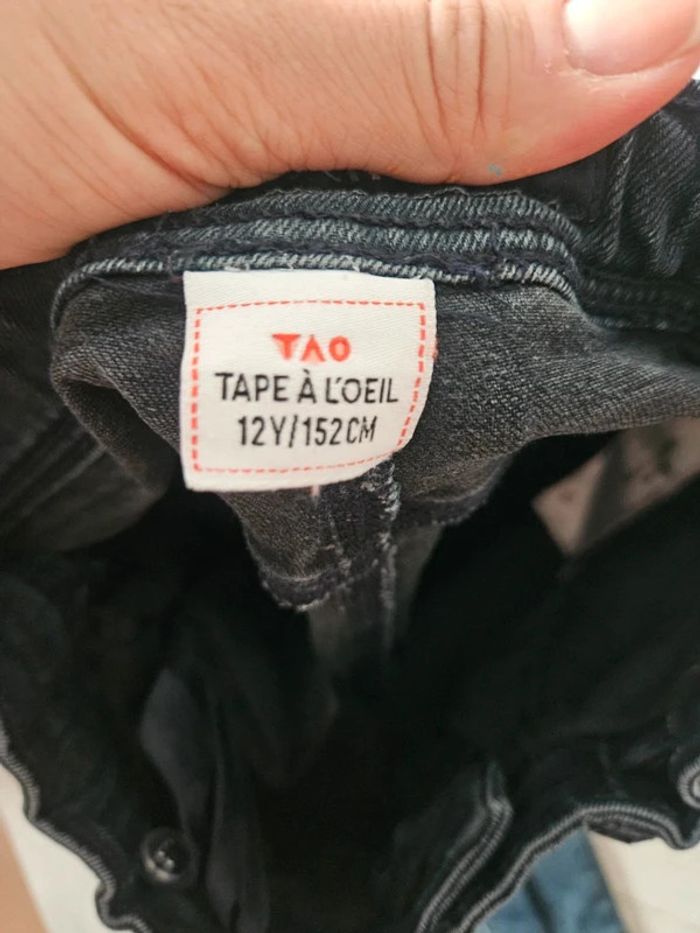 TAO
TAPE À L'OEIL
12Y/152CM